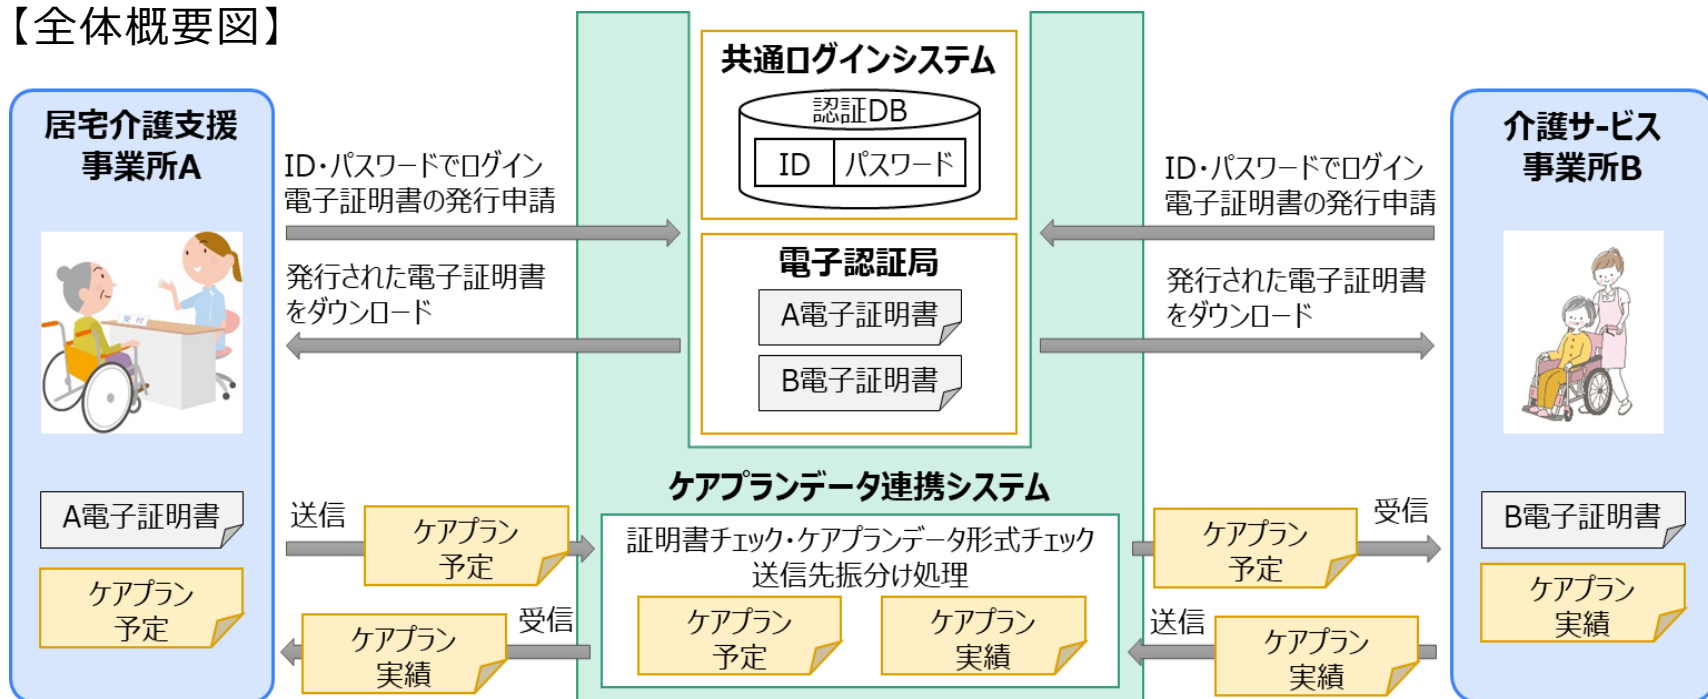 【全体概要図】
居宅介護支援
事業所A
ID・パスワードでログイン
電子証明書の発行申請
発行された電子証明書
をダウンロード
受付
A電子証明書
ケアプラン
予定
送信
ケアプラン
予定
受信
ケアプラン
実績
共通ログインシステム
認証DB
ID
パスワード
電子認証局
A電子証明書
B電子証明書
ケアプランデータ連携システム
証明書チェック・ケアプランデータ形式チェック
送信先振分け処理
ケアプラン
予定
ケアプラン
実績
ID・パスワードでログイン
電子証明書の発行申請
発行された電子証明書
をダウンロード
ケアプラン
予定
受信
送信
ケアプラン
実績
介護サービス
事業所B
B電子証明書
ケアプラン
実績